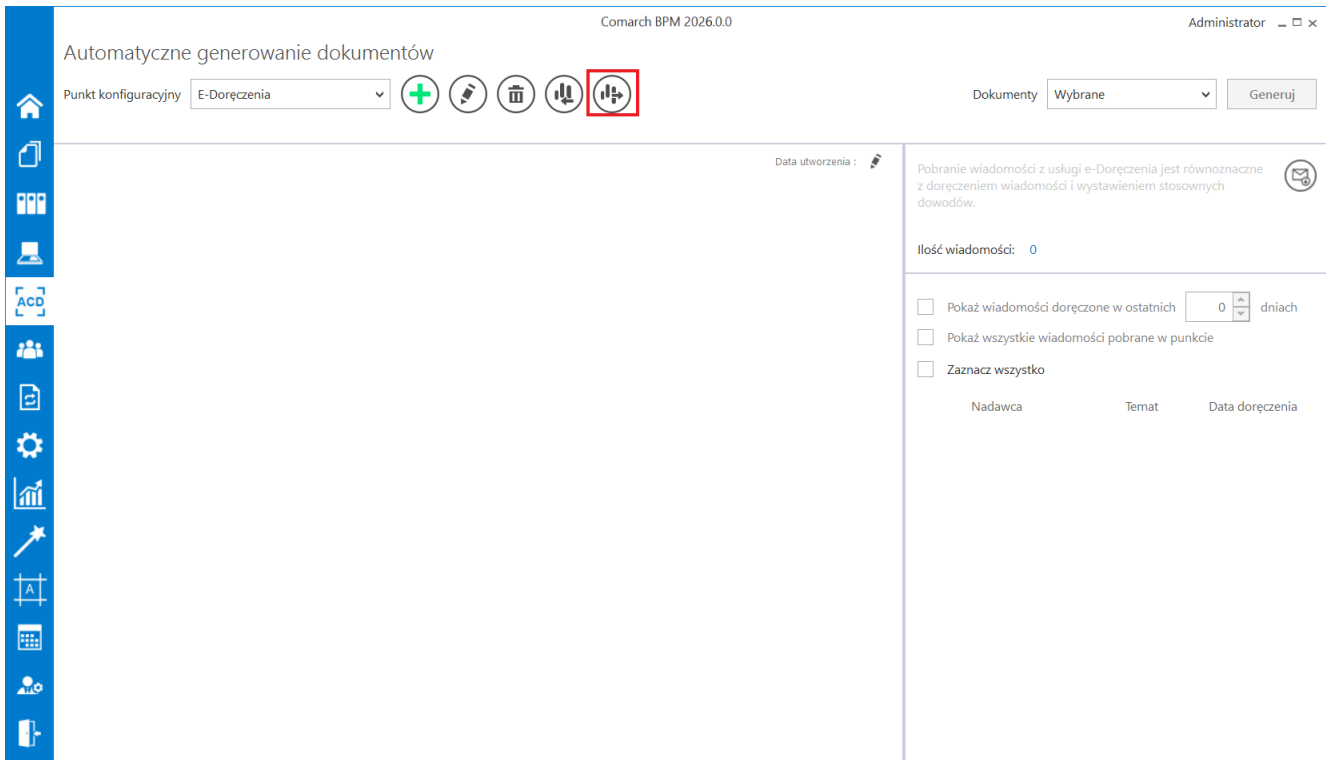 Comarch BPM 2026.0.0
Administrator
Automatyczne generowanie dokumentów
Punkt konfiguracyjny E-Doręczenia
Dokumenty Wybrane Generuj
Data utworzenia :
Pobranie wiadomości z usługi e-Doręczenia jest równoznaczne
z doręczeniem wiadomości i wystawieniem stosownych
dowodów.
Ilość wiadomości: 0
ACD
Pokaż wiadomości doręczone w ostatnich 0 dniach
Pokaż wszystkie wiadomości pobrane w punkcie
Zaznacz wszystko
Nadawca Temat Data doręczenia
A